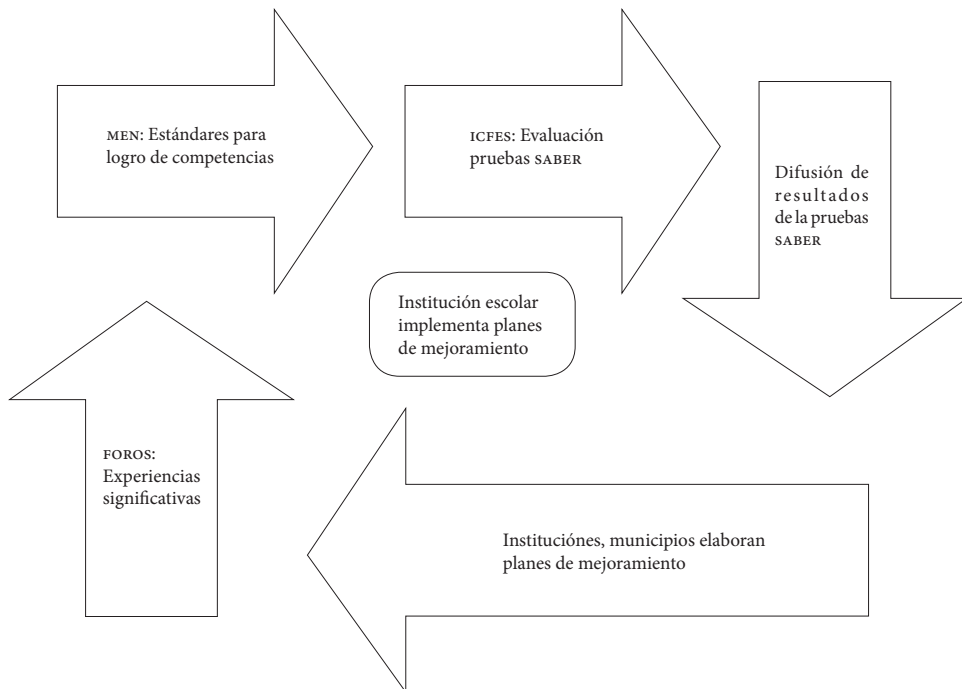 MEN: Estándares para
logro de competencias
ICFES: Evaluación
pruebas SABER
Difusión de
resultados
de la pruebas
SABER
Institución escolar
implementa planes
de mejoramiento
FOROS:
Experiencias
significativas
Instituciónes, municipios elaboran
planes de mejoramiento